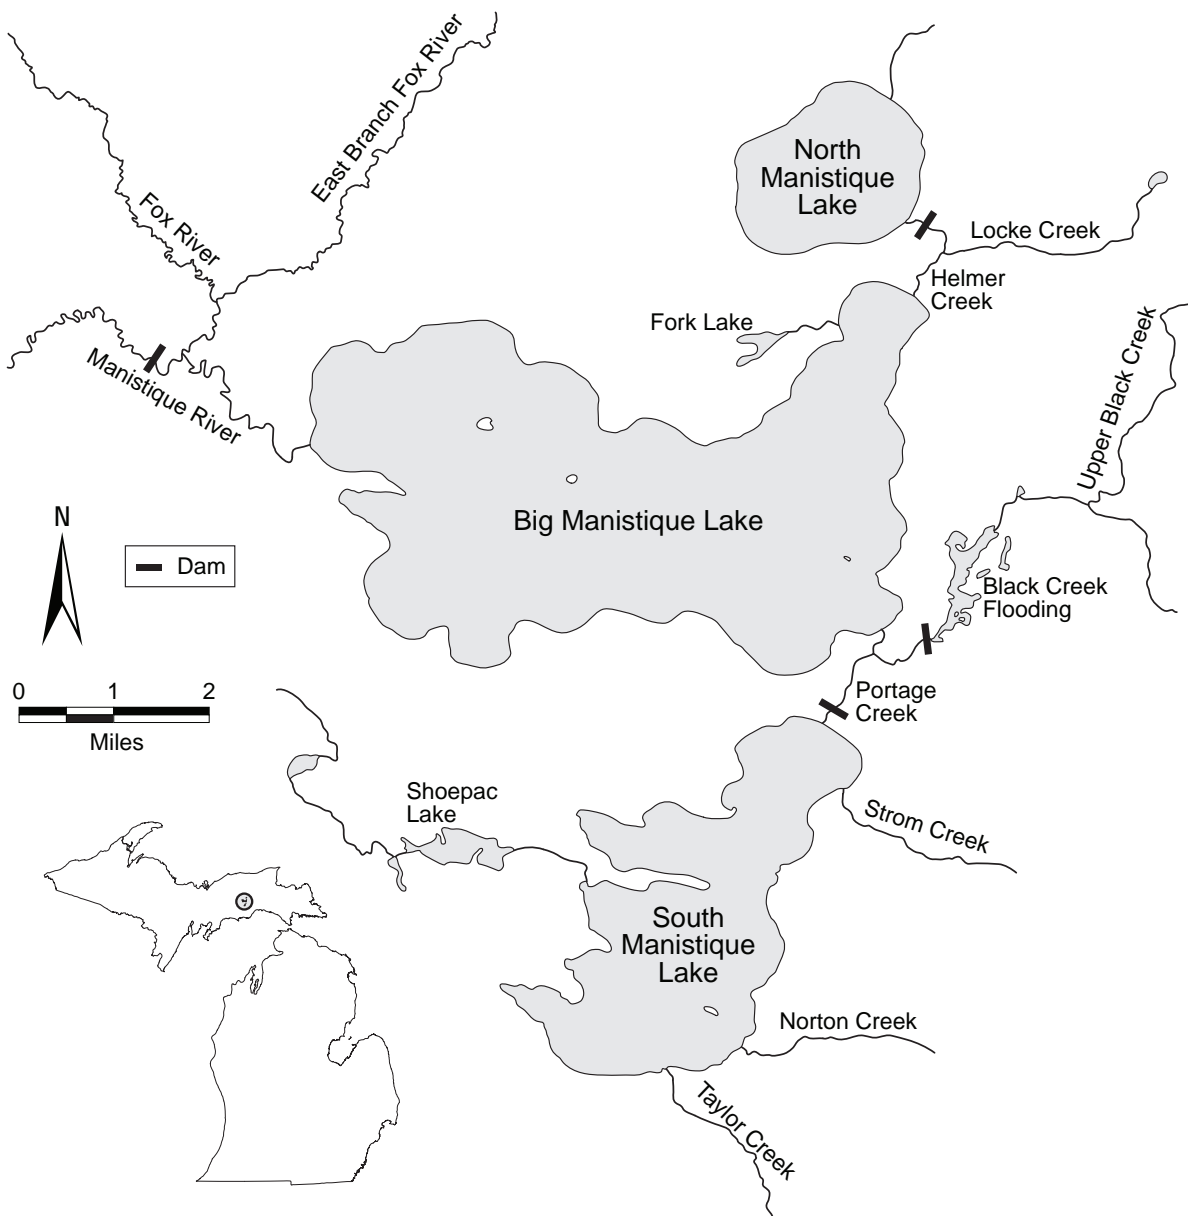 East Branch Fox River
Fox River
Manistique River
North
Manistique
Lake
Locke Creek
Helmer
Creek
Fork Lake
Upper Black Creek
Big Manistique Lake
Black Creek
Flooding
N
Dam
0 1 2
Miles
Portage
Creek
Shoepac
Lake
Strom Creek
South
Manistique
Lake
Norton Creek
Taylor Creek